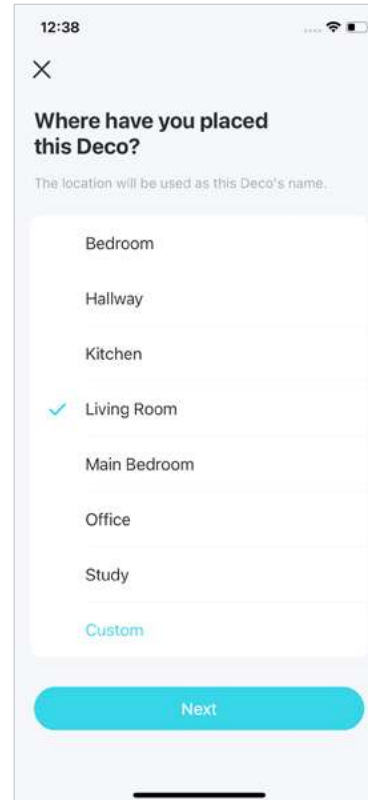 12:38
Where have you placed
this Deco?
The location will be used as this Deco's name.
Bedroom
Hallway
Kitchen
Living Room
Main Bedroom
Office
Study
Custom
Next